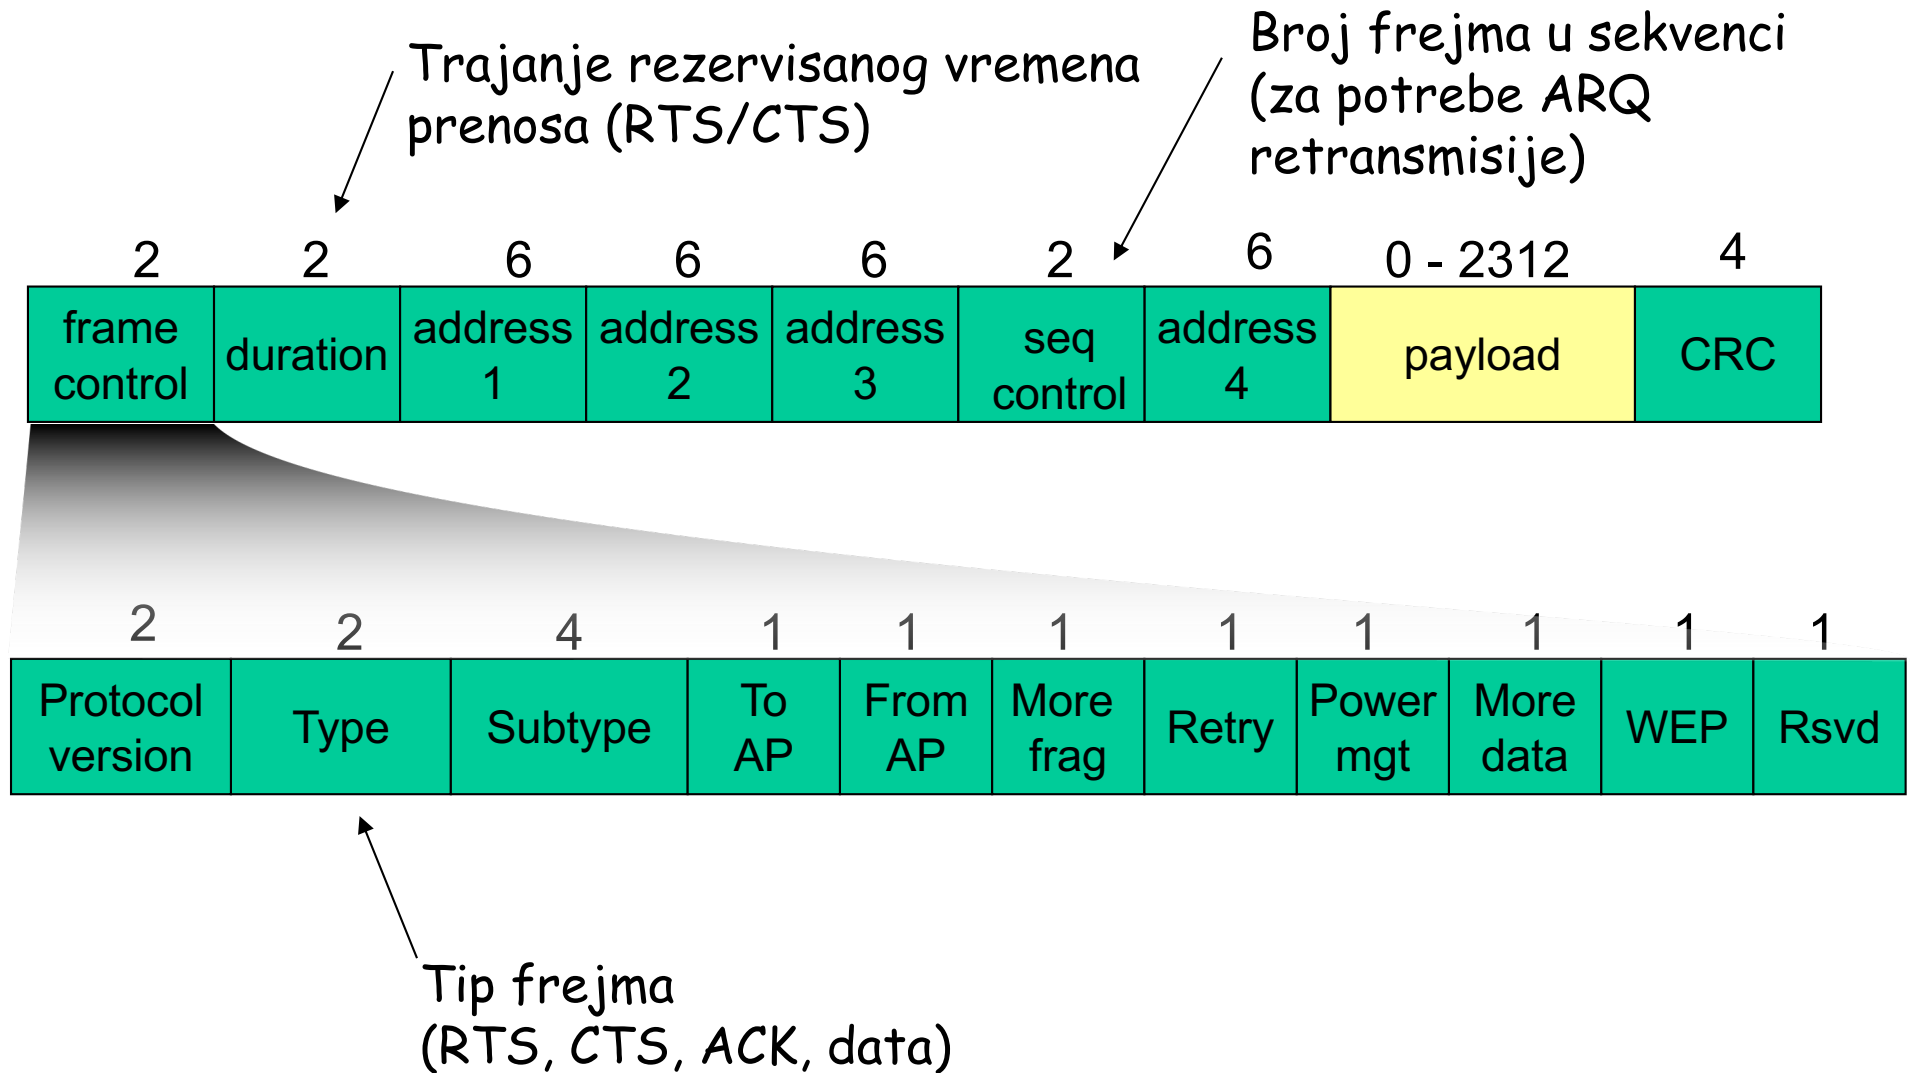 Trajanje rezervisanog vremena
prenosa (RTS/CTS)
Broj frejma u sekvenci
(za potrebe ARQ
retransmisije)
2 2 6 6 6 2 6 0 - 2312 4
frame
control
duration
address
1
address
2
address
3
seq
control
address
4
payload
CRC
2 2 4 1 1 1 1 1 1 1 1
Protocol
version
Type
Subtype
To
AP
From
AP
More
frag
Retry
Power
mgt
More
data
WEP
Rsvd
Tip frejma
(RTS, CTS, ACK, data)